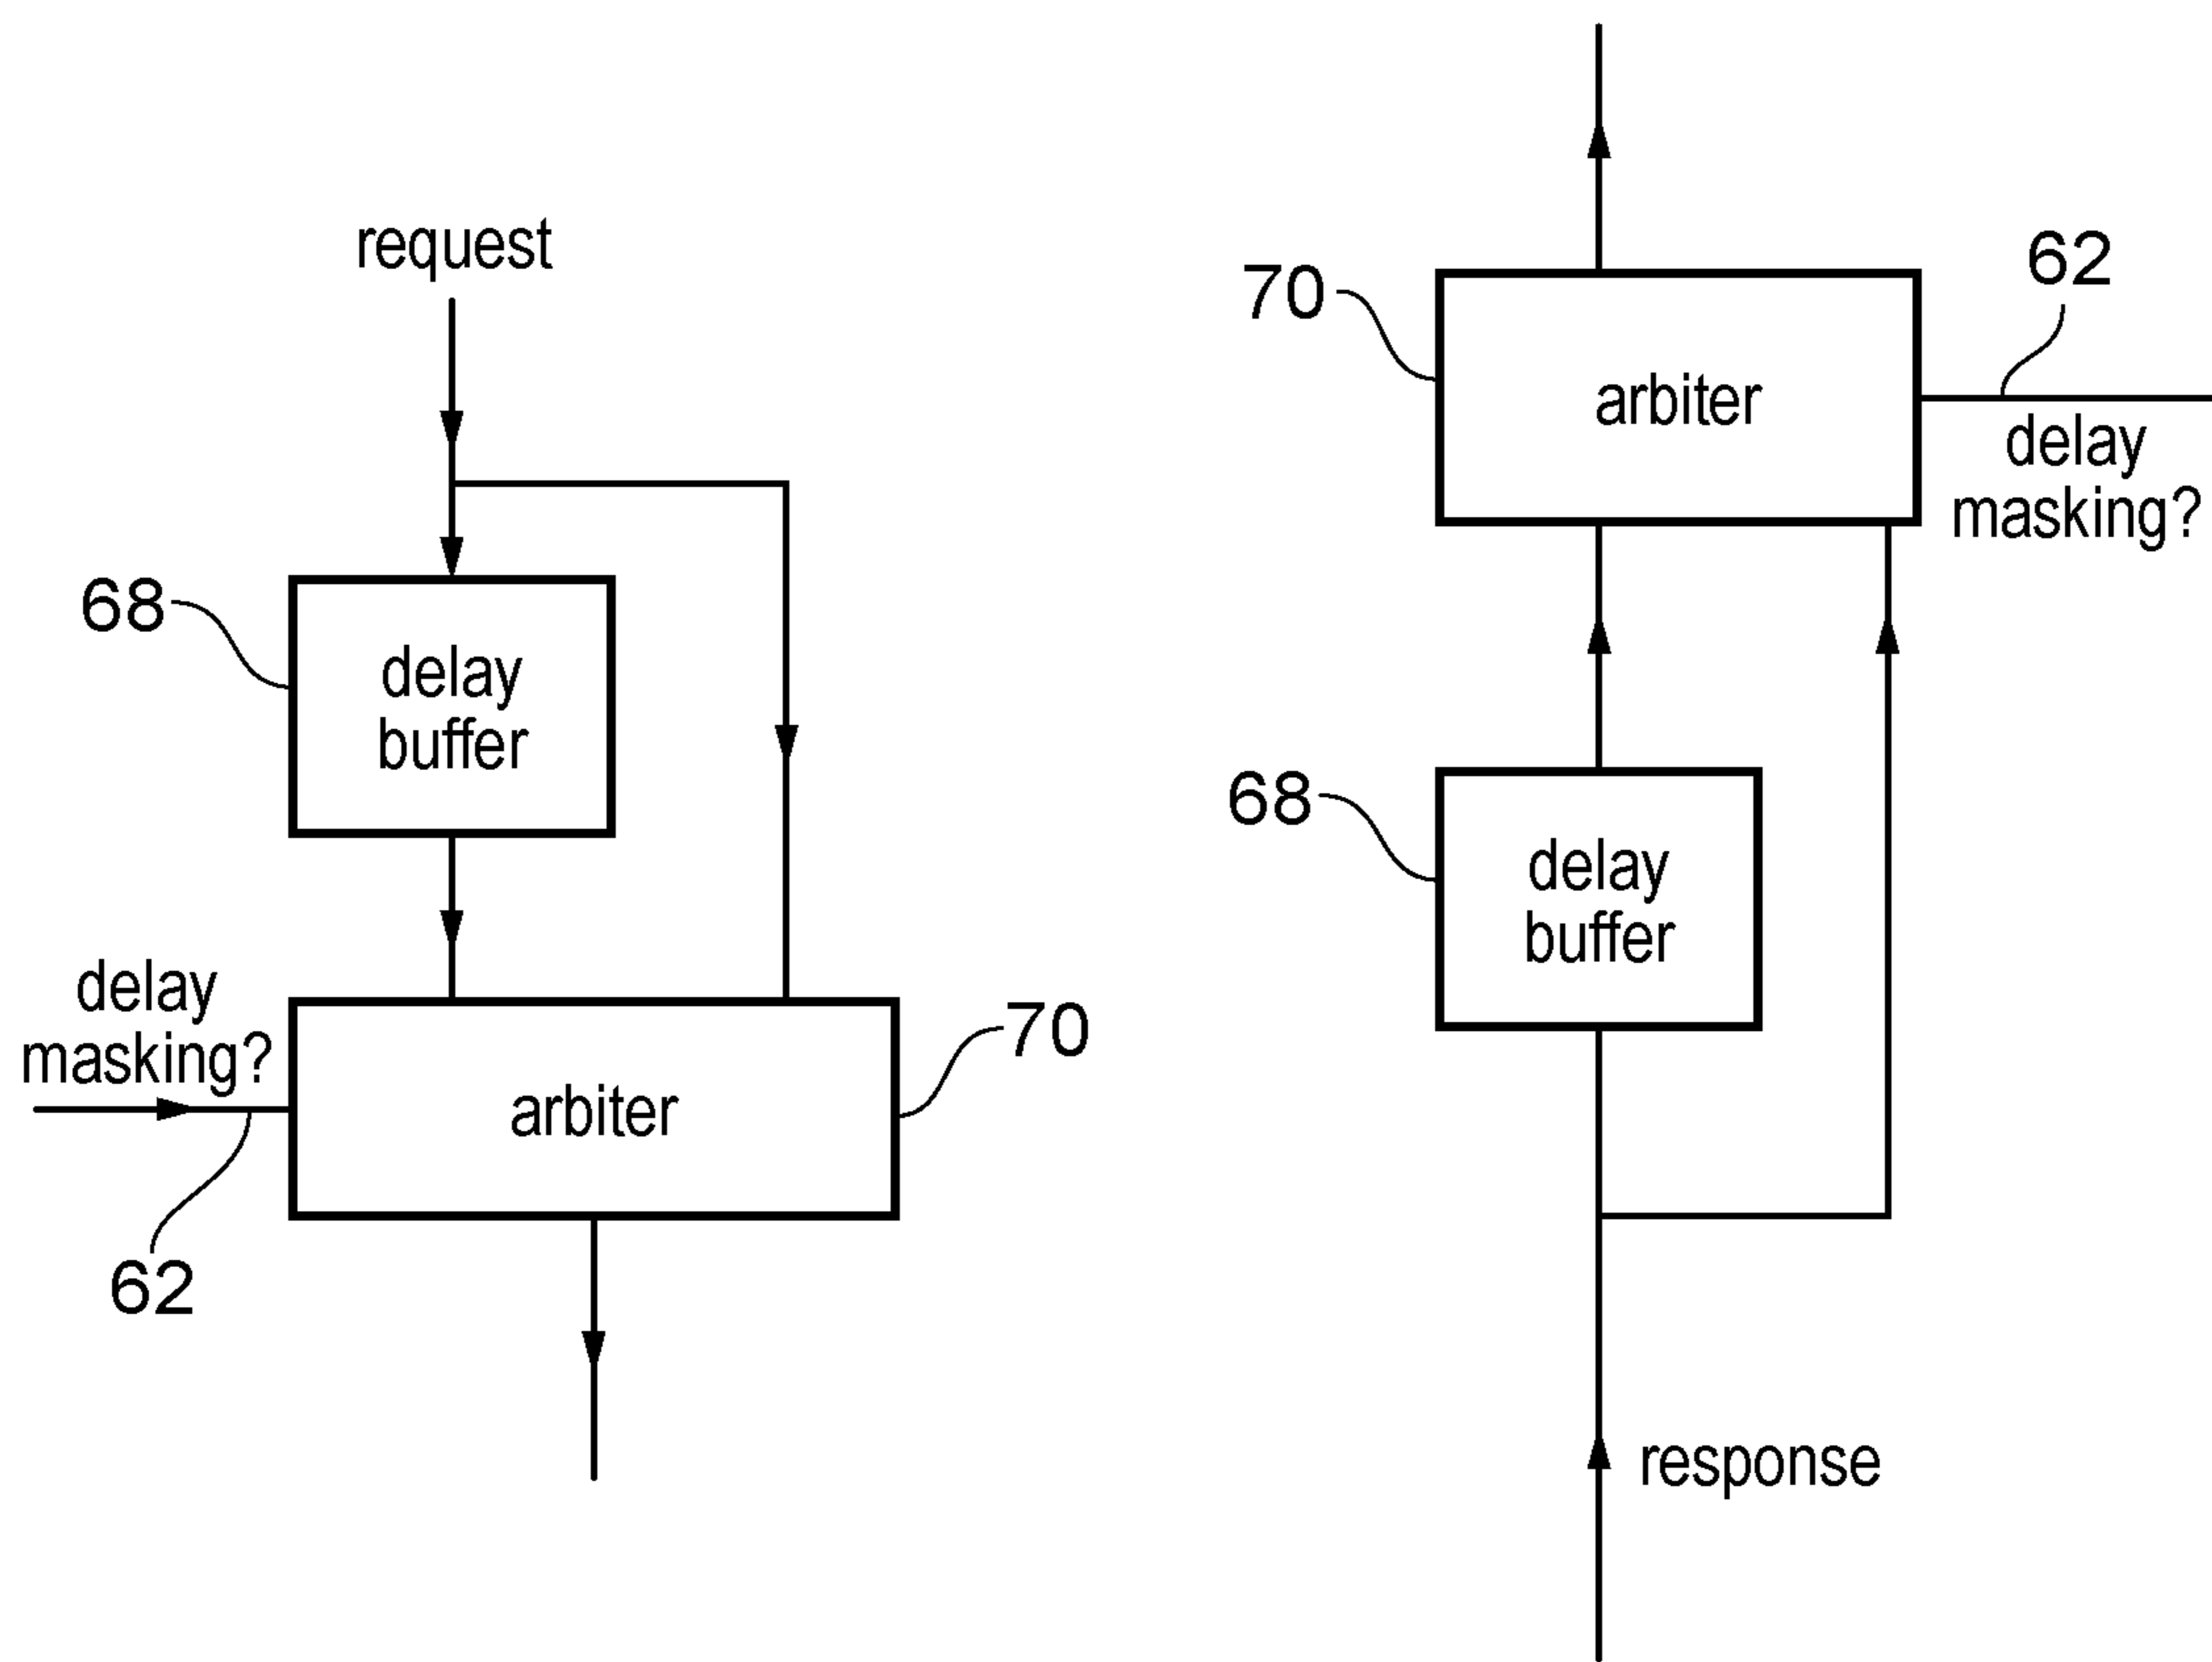 request
68
delay
buffer
delay
masking?
70
arbiter
62
70
arbiter
62
delay
masking?
68
delay
buffer
response